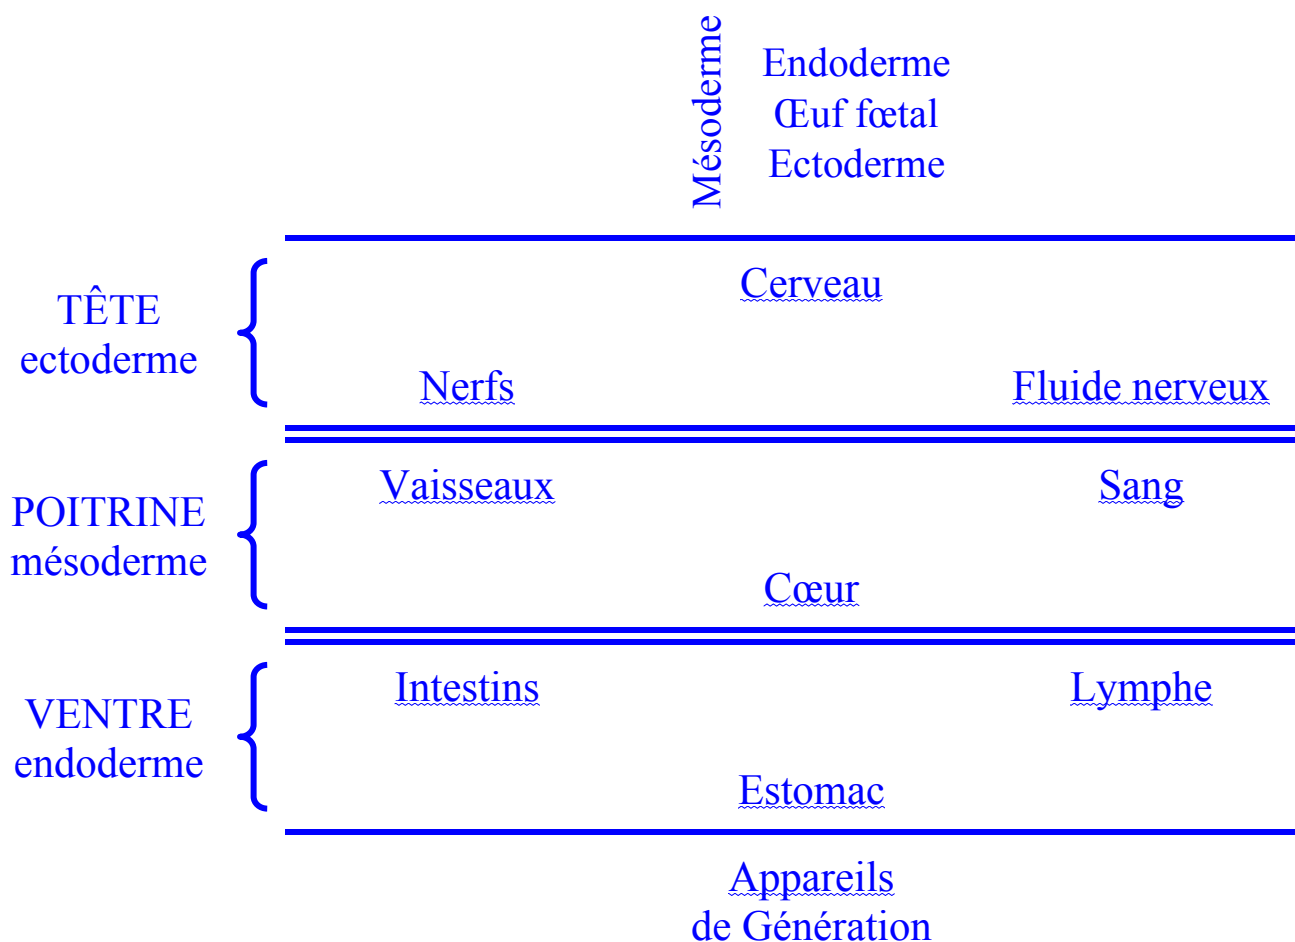 Mésoderme
Endoderme
Œuf fœtal
Ectoderme
TÊTE
ectoderme
Cerveau
Nerfs
Fluide nerveux
POITRINE
mésoderme
Vaisseaux
Sang
Cœur
VENTRE
endoderme
Intestins
Lymphe
Estomac
Appareils
de Génération